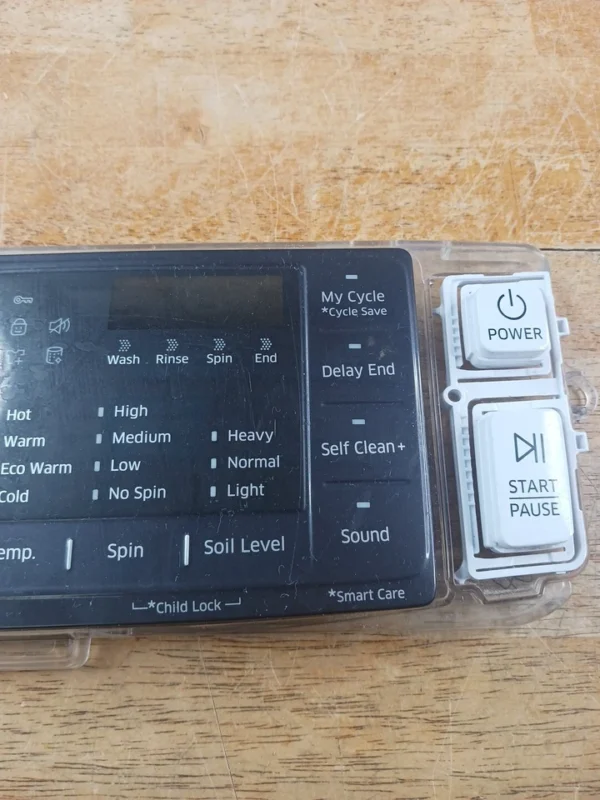 My Cycle
*Cycle Save
POWER
Wash Rinse Spin End
Delay End
Hot High
Warm Medium Heavy
Self Clean+
Eco Warm Low Normal
Cold No Spin Light
START
PAUSE
emp. Spin Soil Level
Sound
*Child Lock
*Smart Care